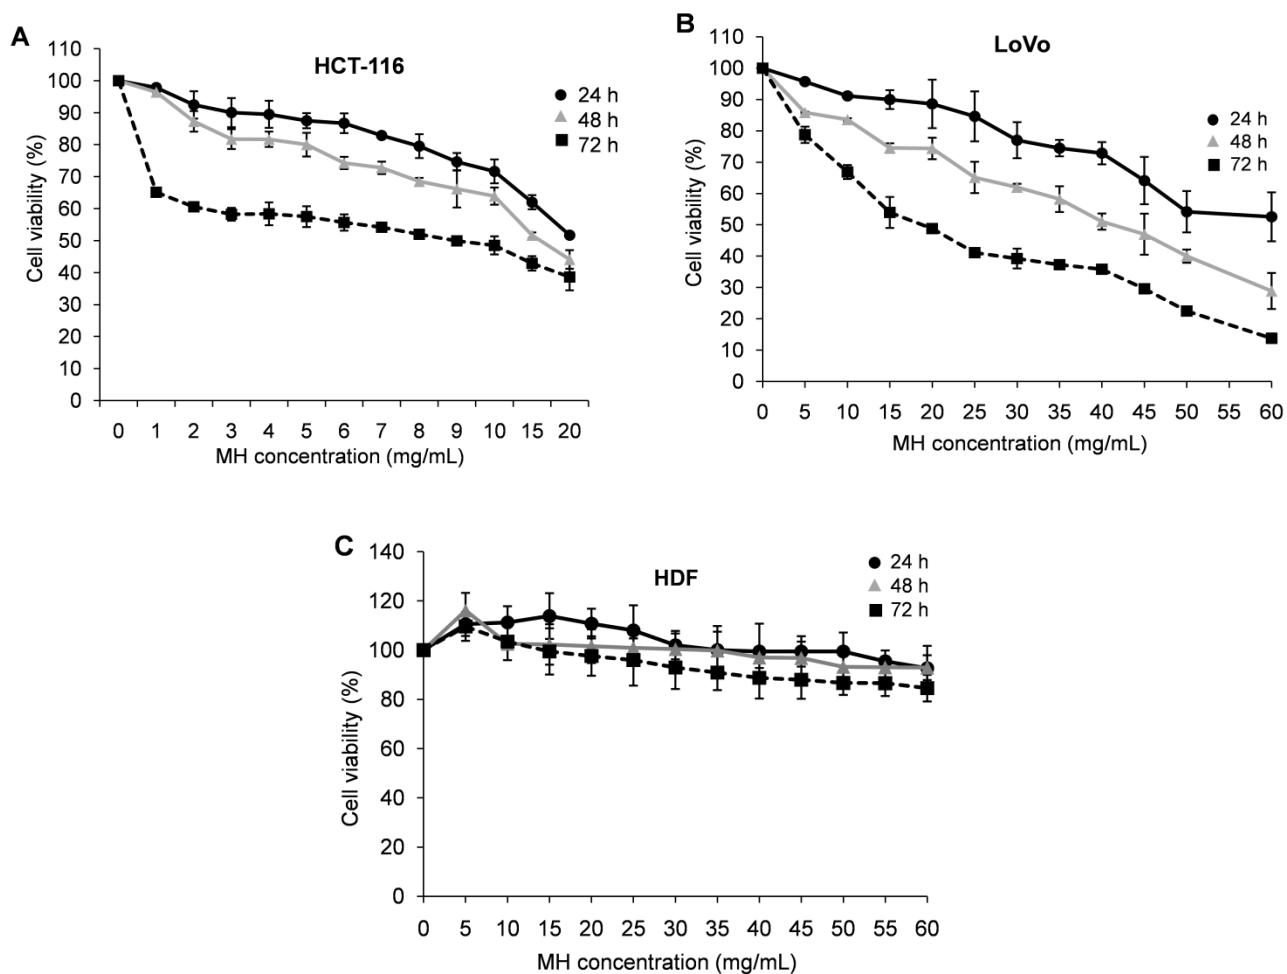 A
HCT-116
110
100
90
80
70
60
50
40
30
20
10
0
Cell viability (%)
24 h
48 h
72 h
0 1 2 3 4 5 6 7 8 9 10 15 20
MH concentration (mg/mL)
B
LoVo
110
100
90
80
70
60
50
40
30
20
10
0
Cell viability (%)
24 h
48 h
72 h
0 5 10 15 20 25 30 35 40 45 50 60 60
MH concentration (mg/mL)
C
HDF
140
120
100
80
60
40
20
0
Cell viability (%)
24 h
48 h
72 h
0 5 10 15 20 25 30 35 40 45 50 55 60
MH concentration (mg/mL)